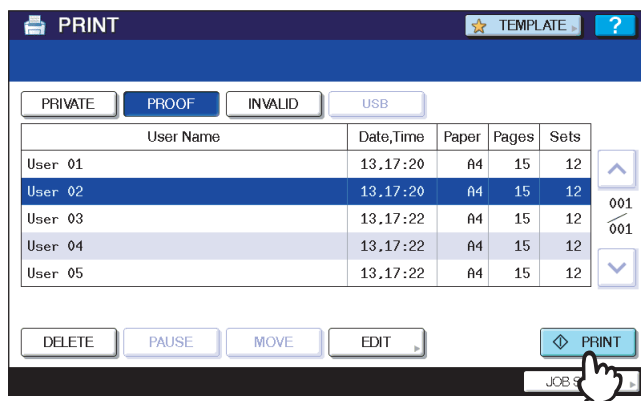 PRINT TEMPLATE ?
PRIVATE PROOF INVALID USB
User Name Date,Time Paper Pages Sets
User 01 13,17:20 A4 15 12
User 02 13,17:20 A4 15 12
User 03 13,17:22 A4 15 12
User 04 13,17:22 A4 15 12
User 05 13,17:22 A4 15 12
001
001
DELETE PAUSE MOVE EDIT PRINT
JOB